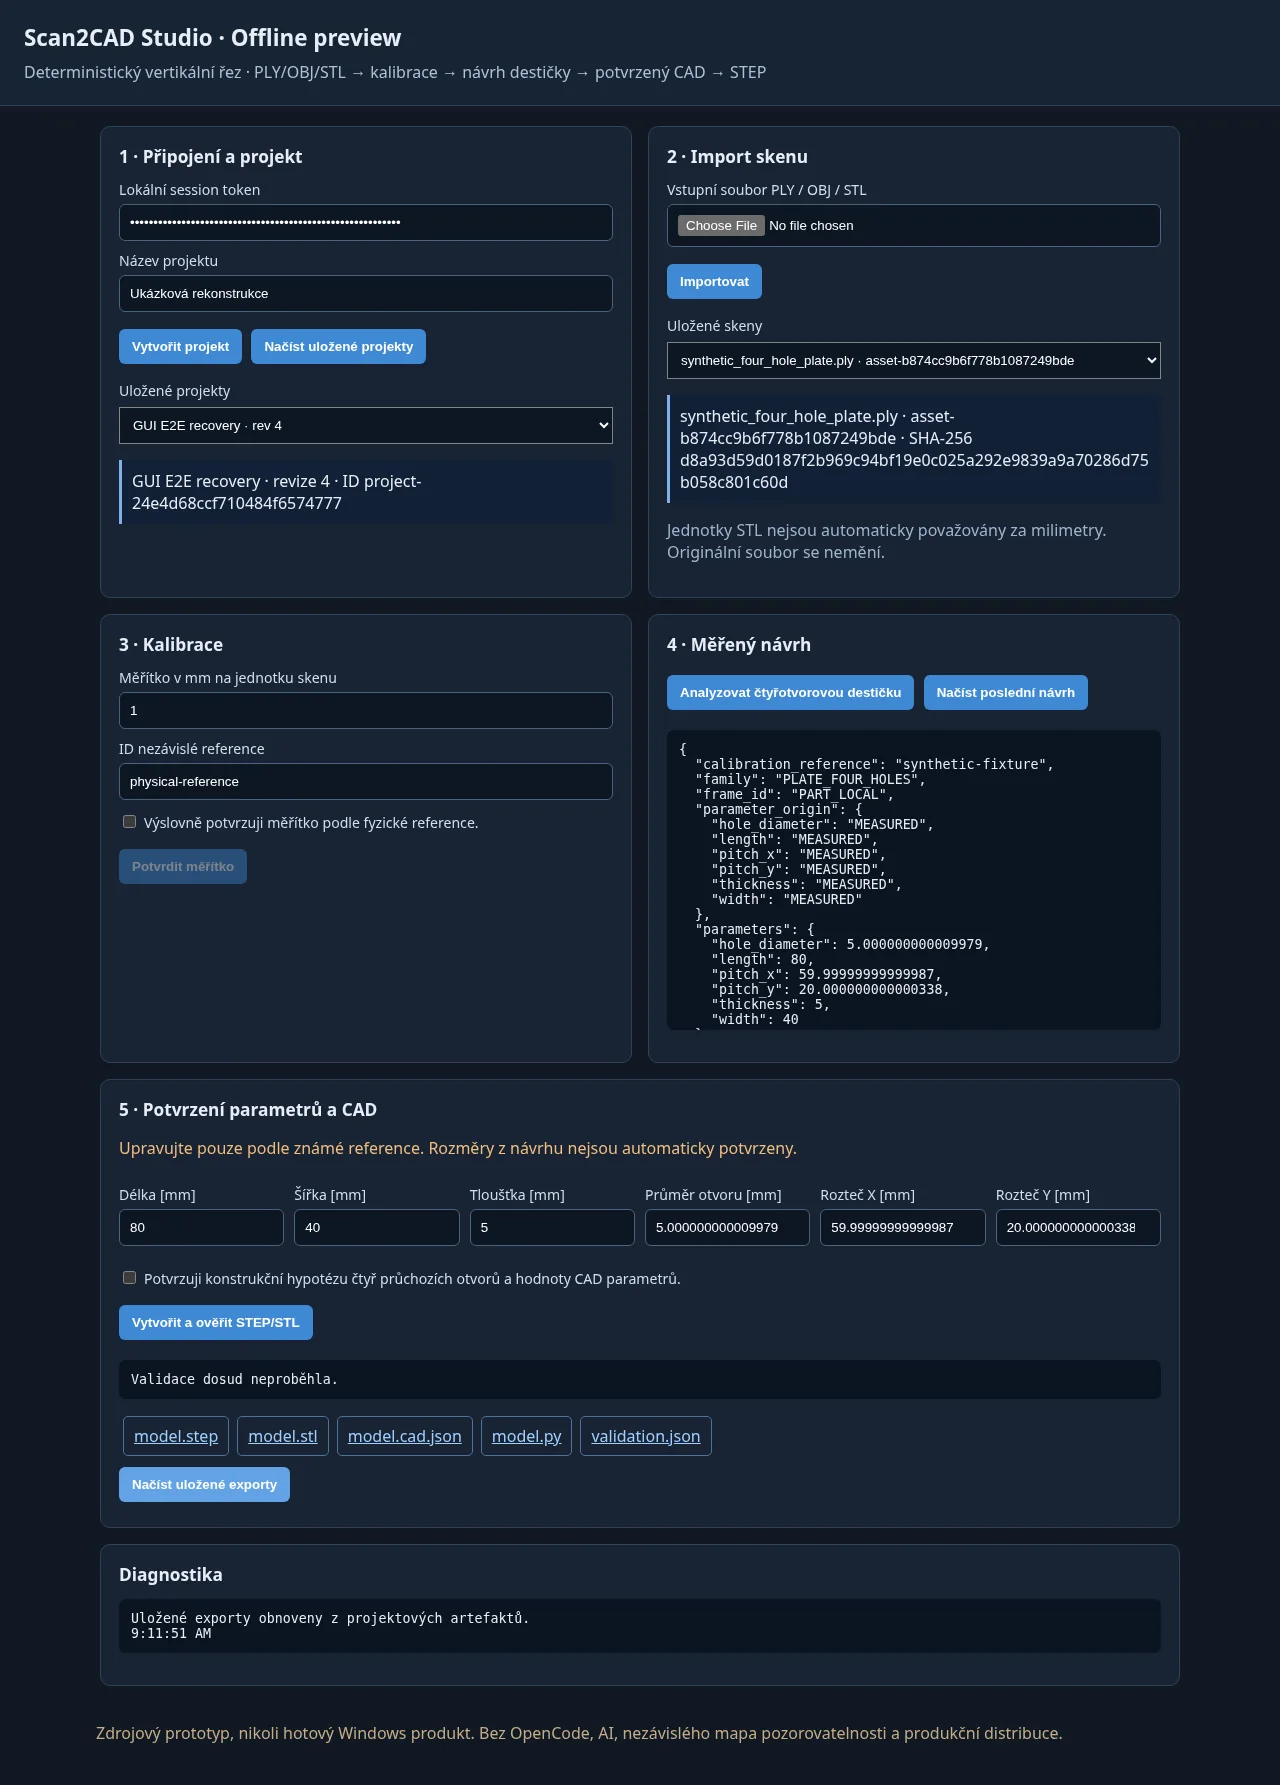 Scan2CAD Studio · Offline preview
Deterministický vertikální řez · PLY/OBJ/STL → kalibrace → návrh destičky → potvrzený CAD → STEP
1 · Připojení a projekt
Lokální session token
Název projektu
Ukázková rekonstrukce
Vytvořit projekt
Načíst uložené projekty
Uložené projekty
GUI E2E recovery · rev 4
GUI E2E recovery · revize 4 · ID project-
24e4d68ccf710484f6574777
2 · Import skenu
Vstupní soubor PLY / OBJ / STL
Choose File No file chosen
Importovat
Uložené skeny
synthetic_four_hole_plate.ply · asset-b874cc9b6f778b1087249bde
synthetic_four_hole_plate.ply · asset-
b874cc9b6f778b1087249bde · SHA-256
d8a93d59d0187f2b969c94bf19e0c025a292e9839a9a70286d75
b058c801c60d
Jednotky STL nejsou automaticky považovány za milimetry.
Originální soubor se nemění.
3 · Kalibrace
Měřítko v mm na jednotku skenu
1
ID nezávislé reference
physical-reference
Výslovně potvrzuji měřítko podle fyzické reference.
Potvrdit měřítko
4 · Měřený návrh
Analyzovat čtyřotvorovou destičku
Načíst poslední návrh
{
"calibration_reference": "synthetic-fixture",
"family": "PLATE_FOUR_HOLES",
"frame_id": "PART_LOCAL",
"parameter_origin": {
"hole_diameter": "MEASURED",
"length": "MEASURED",
"pitch_x": "MEASURED",
"pitch_y": "MEASURED",
"thickness": "MEASURED",
"width": "MEASURED"
},
"parameters": {
"hole_diameter": 5.000000000009979,
"length": 80,
"pitch_x": 59.99999999999987,
"pitch_y": 20.000000000000338,
"thickness": 5,
"width": 40
5 · Potvrzení parametrů a CAD
Upravujte pouze podle známé reference. Rozměry z návrhu nejsou automaticky potvrzeny.
Délka [mm]
80
Šířka [mm]
40
Tloušťka [mm]
5
Průměr otvoru [mm]
5.000000000009979
Rozteč X [mm]
59.99999999999987
Rozteč Y [mm]
20.000000000000338
Potvrzuji konstrukční hypotézu čtyř průchozích otvorů a hodnoty CAD parametrů.
Vytvořit a ověřit STEP/STL
Validace dosud neproběhla.
model.step
model.stl
model.cad.json
model.py
validation.json
Načíst uložené exporty
Diagnostika
Uložené exporty obnoveny z projektových artefaktů.
9:11:51 AM
Zdrojový prototyp, nikoli hotový Windows produkt. Bez OpenCode, AI, nezávislého mapa pozorovatelnosti a produkční distribuce.